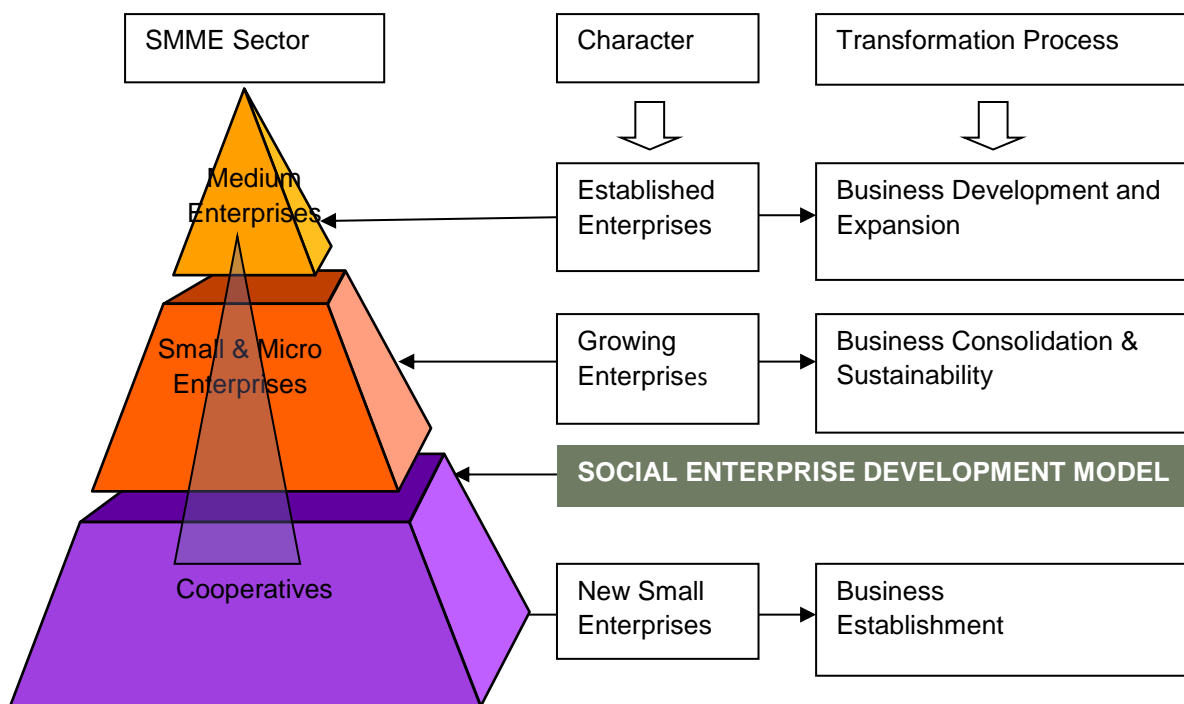 SMME Sector
Character
Transformation Process
Medium
Enterprises
Established
Enterprises
Business Development and
Expansion
Small & Micro
Enterprises
Growing
Enterprises
Business Consolidation &
Sustainability
SOCIAL ENTERPRISE DEVELOPMENT MODEL
Cooperatives
New Small
Enterprises
Business
Establishment